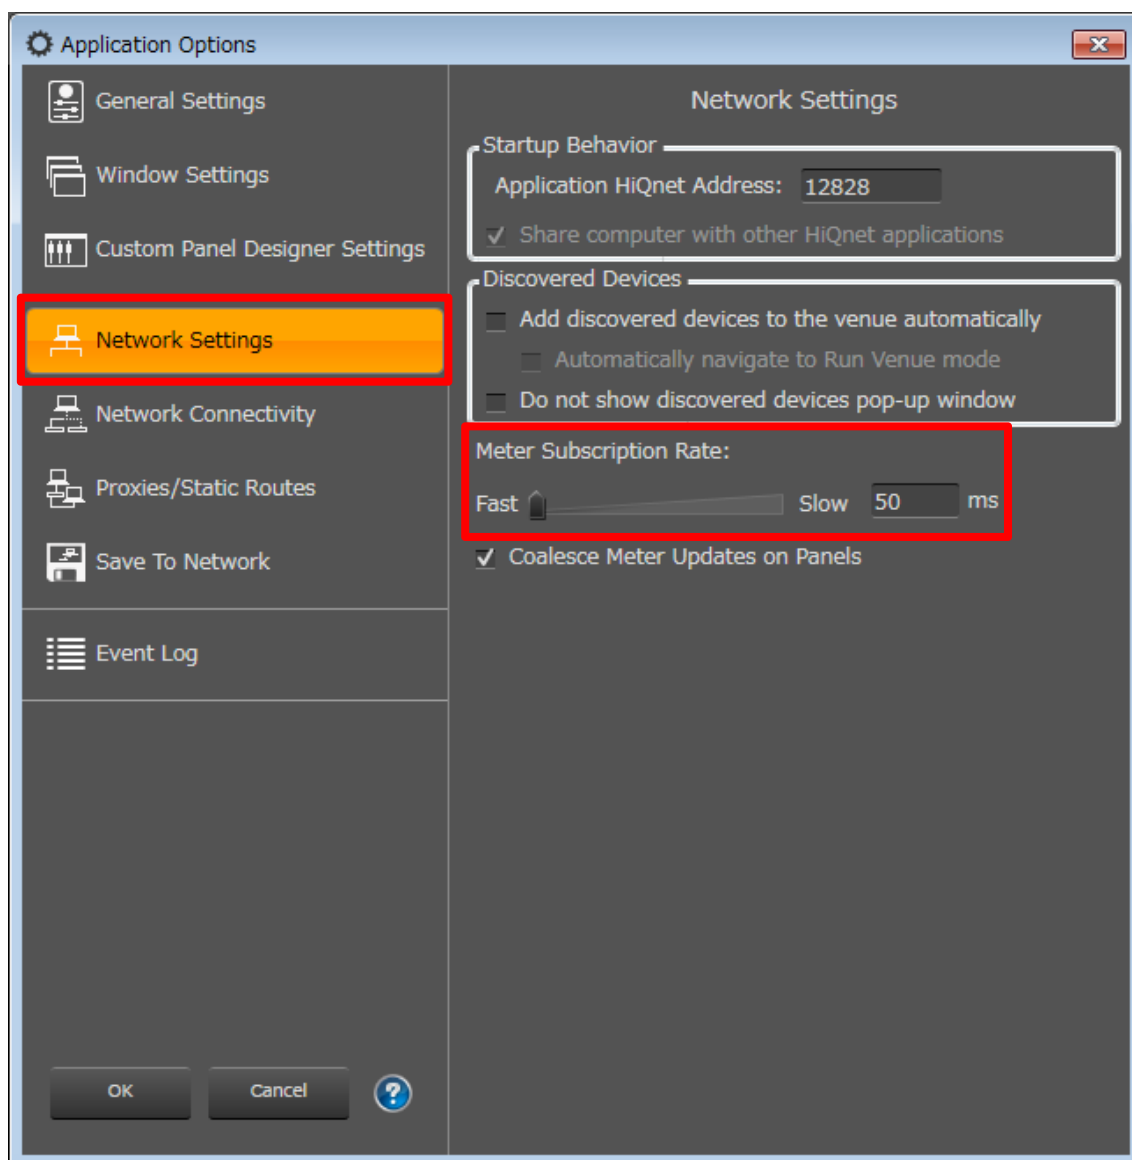 Application Options
General Settings
Window Settings
Custom Panel Designer Settings
Network Settings
Network Connectivity
Proxies/Static Routes
Save To Network
Event Log
OK Cancel ?
Network Settings
Startup Behavior
Application HiQnet Address: 12828
Share computer with other HiQnet applications
Discovered Devices
Add discovered devices to the venue automatically
Automatically navigate to Run Venue mode
Do not show discovered devices pop-up window
Meter Subscription Rate:
Fast Slow 50 ms
Coalesce Meter Updates on Panels